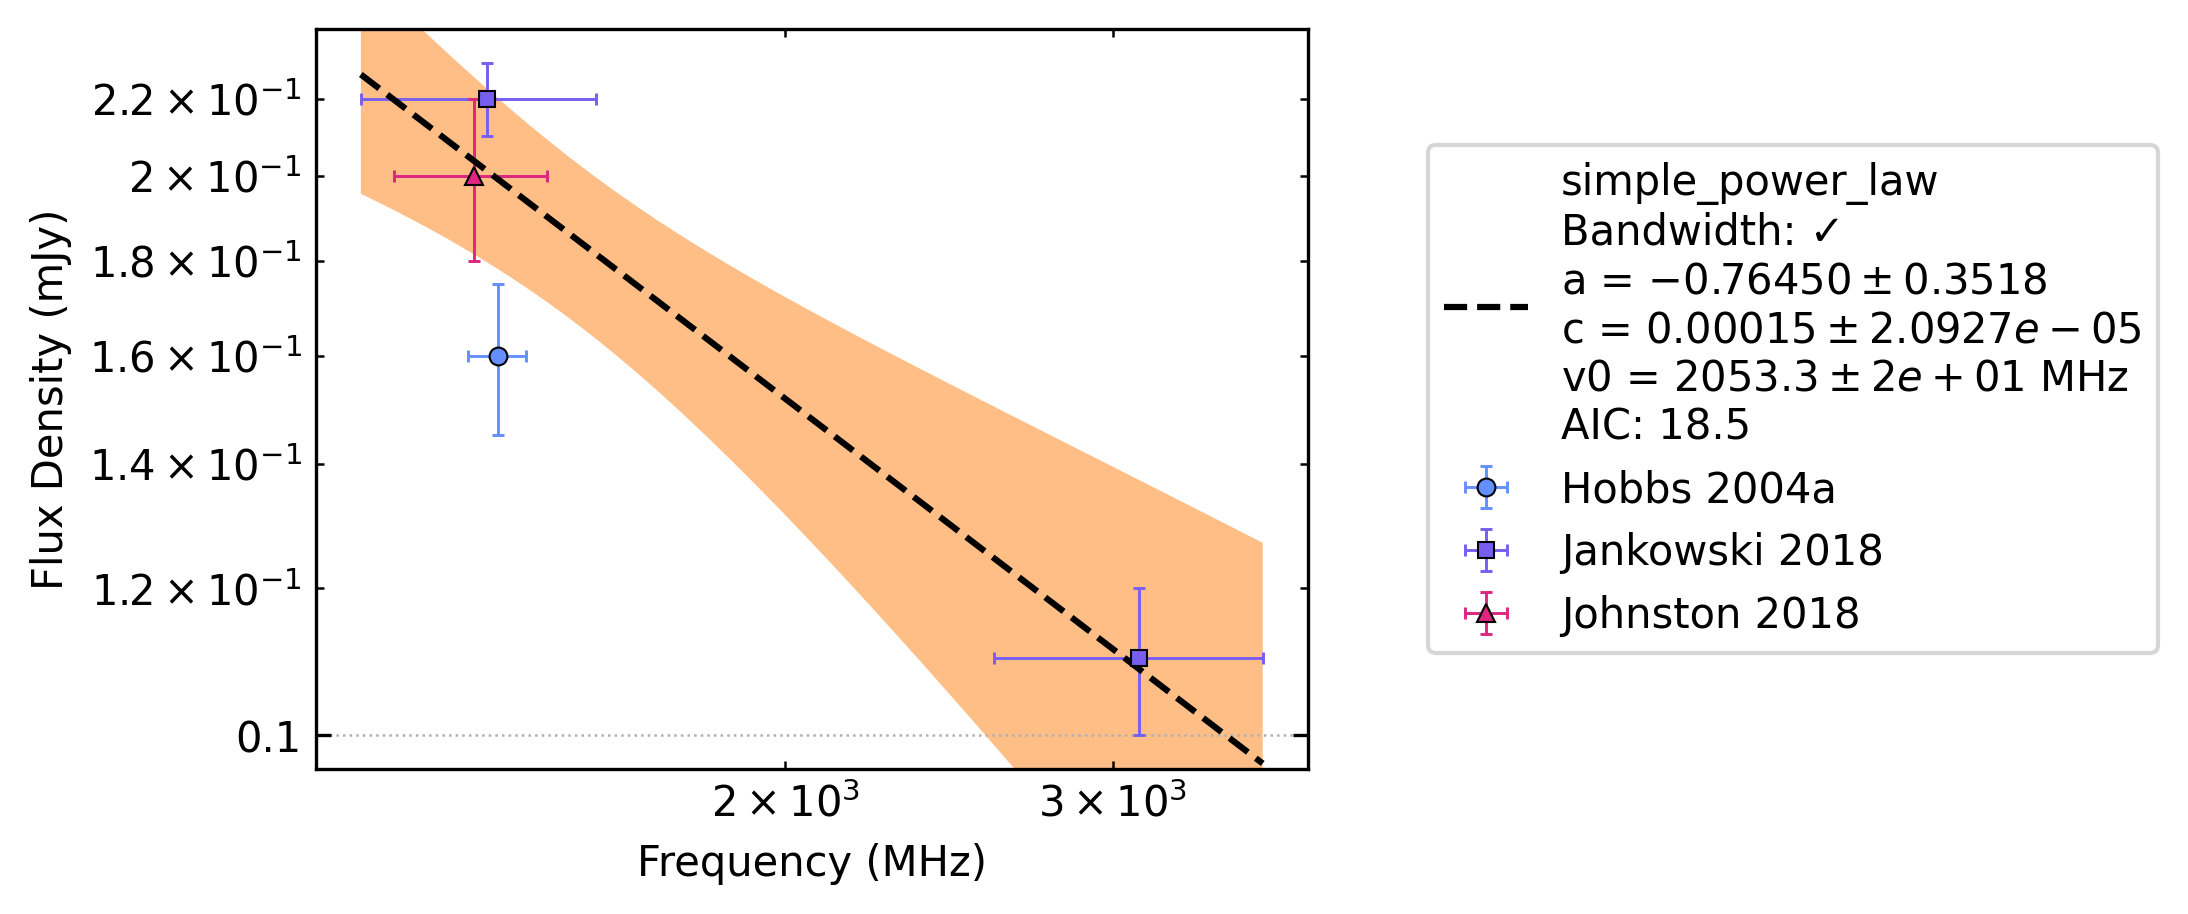 Flux Density (mJy)
2.2 × 10⁻¹
2 × 10⁻¹
1.8 × 10⁻¹
1.6 × 10⁻¹
1.4 × 10⁻¹
1.2 × 10⁻¹
0.1
2 × 10³ 3 × 10³
Frequency (MHz)
simple_power_law
Bandwidth: ✓
a = −0.76450 ± 0.3518
c = 0.00015 ± 2.0927e − 05
v0 = 2053.3 ± 2e + 01 MHz
AIC: 18.5
Hobbs 2004a
Jankowski 2018
Johnston 2018